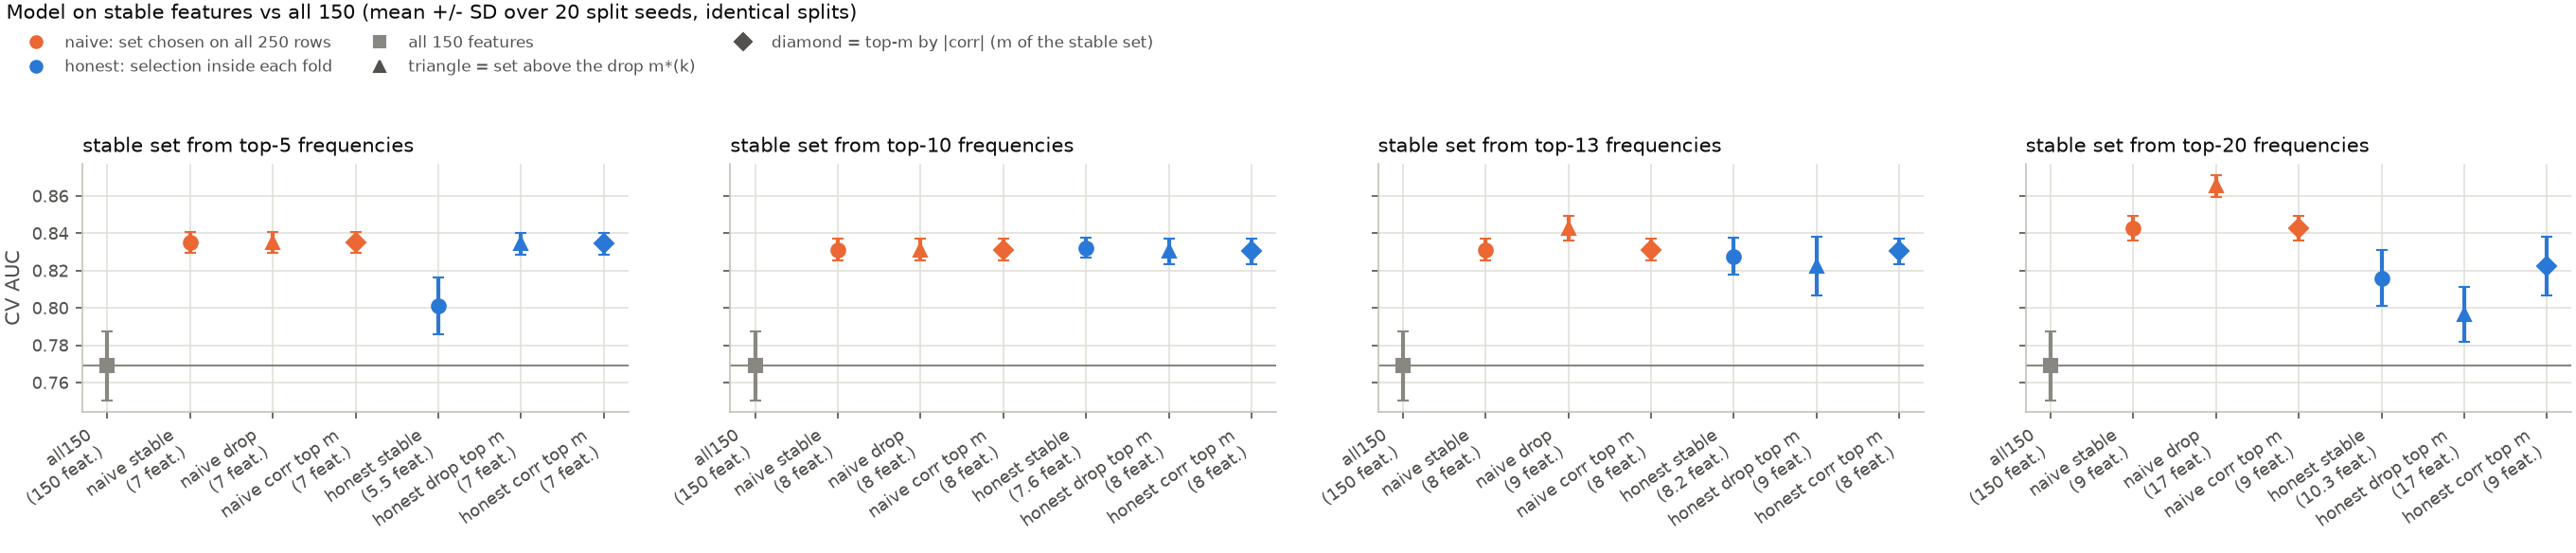 Model on stable features vs all 150 (mean +/- SD over 20 split seeds, identical splits)
naive: set chosen on all 250 rows
honest: selection inside each fold
all 150 features
triangle = set above the drop m*(k)
diamond = top-m by |corr| (m of the stable set)
stable set from top-5 frequencies
CV AUC
0.86
0.84
0.82
0.80
0.78
0.76
all150
(150 feat.)
naive stable
(7 feat.)
naive drop
(7 feat.)
naive corr top m
(7 feat.)
honest stable
(5.5 feat.)
honest drop top m
(7 feat.)
honest corr top m
(7 feat.)
stable set from top-10 frequencies
all150
(150 feat.)
naive stable
(8 feat.)
naive drop
(8 feat.)
naive corr top m
(8 feat.)
honest stable
(7.6 feat.)
honest drop top m
(8 feat.)
honest corr top m
(8 feat.)
stable set from top-13 frequencies
all150
(150 feat.)
naive stable
(8 feat.)
naive drop
(9 feat.)
naive corr top m
(8 feat.)
honest stable
(8.2 feat.)
honest drop top m
(9 feat.)
honest corr top m
(8 feat.)
stable set from top-20 frequencies
all150
(150 feat.)
naive stable
(9 feat.)
naive drop
(17 feat.)
naive corr top m
(9 feat.)
honest stable
(10.3 feat.)
honest drop top m
(17 feat.)
honest corr top m
(9 feat.)